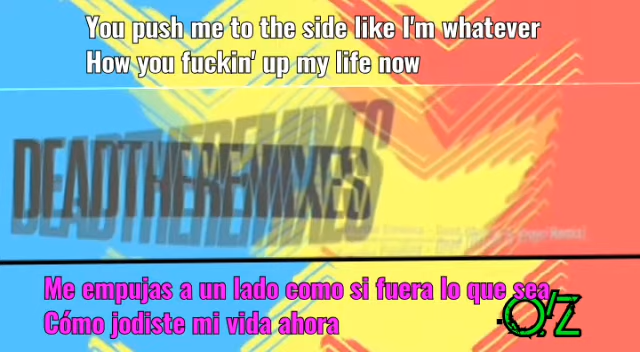 You push me to the side like I'm whatever
How you fuckin' up my life now
DEADTHEREMIXES
Me empujas a un lado como si fuera lo que sea
Cómo jodiste mi vida ahora
O/Z